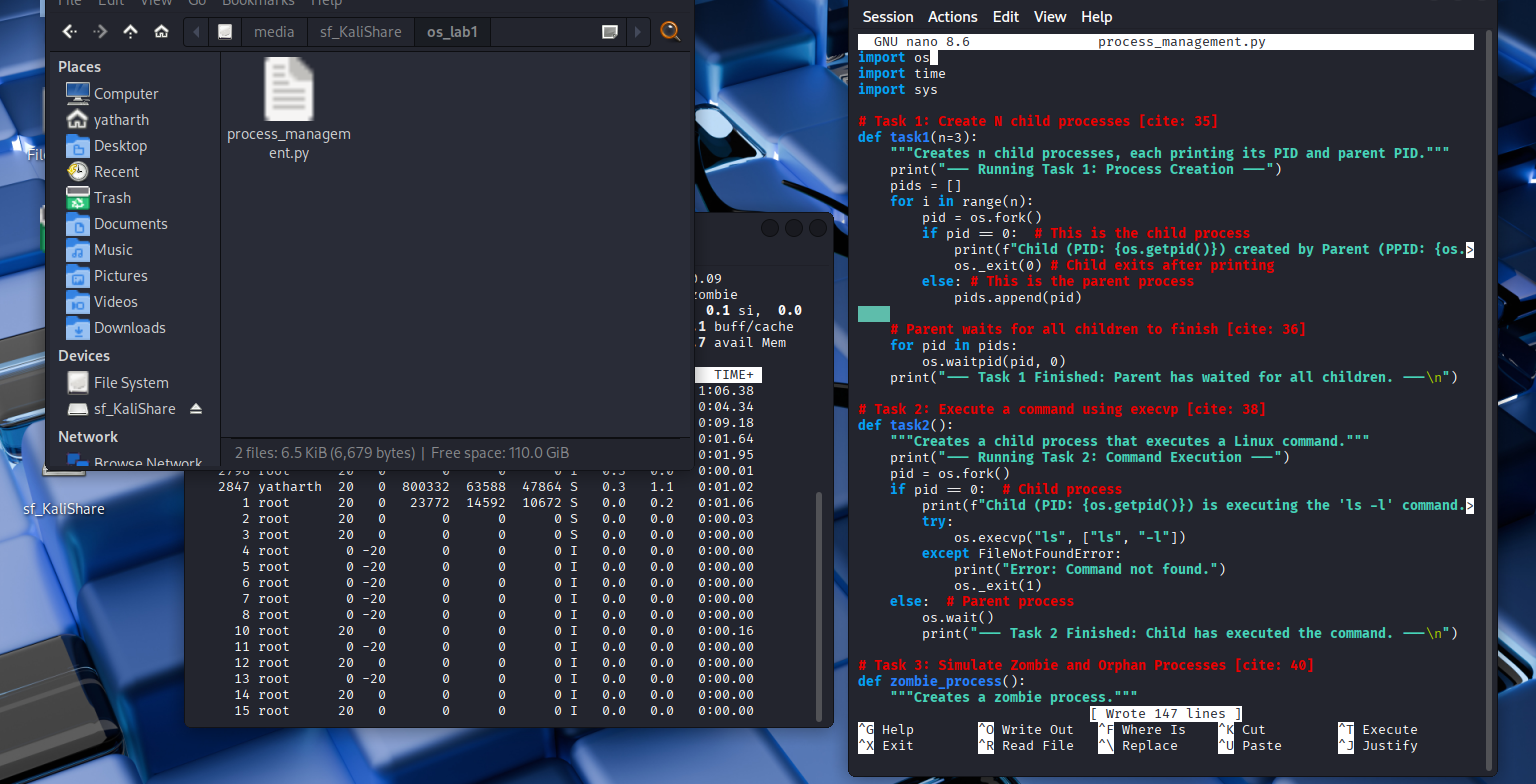 File Edit View Go Bookmarks Help
media sf_KaliShare os_lab1
Places
Computer
yatharth
Desktop
Recent
Trash
Documents
Music
Pictures
Videos
Downloads
Devices
File System
sf_KaliShare
Network
Browse Network
process_managem
ent.py
2 files: 6.5 KiB (6,679 bytes) | Free space: 110.0 GiB
sf_KaliShare
.09
zombie
0.1 si, 0.0
.1 buff/cache
.7 avail Mem
TIME+
1:06.38
0:04.34
0:09.18
0:01.64
0:01.95
2798 root 20 0 0 0 0 I 0.3 0.0 0:00.01
2847 yatharth 20 0 800332 63588 47864 S 0.3 1.1 0:01.02
1 root 20 0 23772 14592 10672 S 0.0 0.2 0:01.06
2 root 20 0 0 0 0 S 0.0 0.0 0:00.03
3 root 20 0 0 0 0 S 0.0 0.0 0:00.00
4 root 0 -20 0 0 0 I 0.0 0.0 0:00.00
5 root 0 -20 0 0 0 I 0.0 0.0 0:00.00
6 root 0 -20 0 0 0 I 0.0 0.0 0:00.00
7 root 0 -20 0 0 0 I 0.0 0.0 0:00.00
8 root 0 -20 0 0 0 I 0.0 0.0 0:00.00
10 root 20 0 0 0 0 I 0.0 0.0 0:00.16
11 root 0 -20 0 0 0 I 0.0 0.0 0:00.00
12 root 20 0 0 0 0 I 0.0 0.0 0:00.00
13 root 0 -20 0 0 0 I 0.0 0.0 0:00.00
14 root 20 0 0 0 0 I 0.0 0.0 0:00.00
15 root 20 0 0 0 0 I 0.0 0.0 0:00.00
Session Actions Edit View Help
GNU nano 8.6 process_management.py
import os
import time
import sys
# Task 1: Create N child processes [cite: 35]
def task1(n=3):
"""Creates n child processes, each printing its PID and parent PID."""
print("--- Running Task 1: Process Creation ---")
pids = []
for i in range(n):
pid = os.fork()
if pid == 0: # This is the child process
print(f"Child (PID: {os.getpid()}) created by Parent (PPID: {os.>
os._exit(0) # Child exits after printing
else: # This is the parent process
pids.append(pid)
# Parent waits for all children to finish [cite: 36]
for pid in pids:
os.waitpid(pid, 0)
print("--- Task 1 Finished: Parent has waited for all children. ---\n")
# Task 2: Execute a command using execvp [cite: 38]
def task2():
"""Creates a child process that executes a Linux command."""
print("--- Running Task 2: Command Execution ---")
pid = os.fork()
if pid == 0: # Child process
print(f"Child (PID: {os.getpid()}) is executing the 'ls -l' command.>
try:
os.execvp("ls", ["ls", "-l"])
except FileNotFoundError:
print("Error: Command not found.")
os._exit(1)
else: # Parent process
os.wait()
print("--- Task 2 Finished: Child has executed the command. ---\n")
# Task 3: Simulate Zombie and Orphan Processes [cite: 40]
def zombie_process():
"""Creates a zombie process."""
[ Wrote 147 lines ]
^G Help ^O Write Out ^F Where Is ^K Cut ^T Execute
^X Exit ^R Read File ^\ Replace ^U Paste ^J Justify